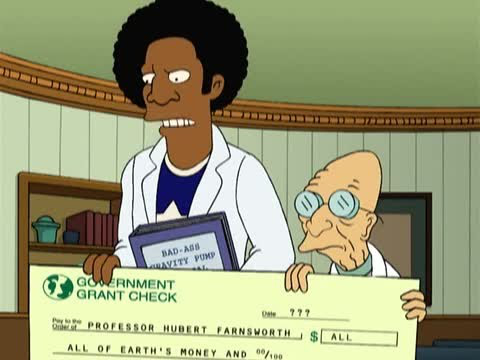 BAD-ASS
GRAVITY PUMP
GOVERNMENT
GRANT CHECK
Date ???
Pay to the
Order of PROFESSOR HUBERT FARNSWORTH $ ALL
ALL OF EARTH'S MONEY AND 00/100